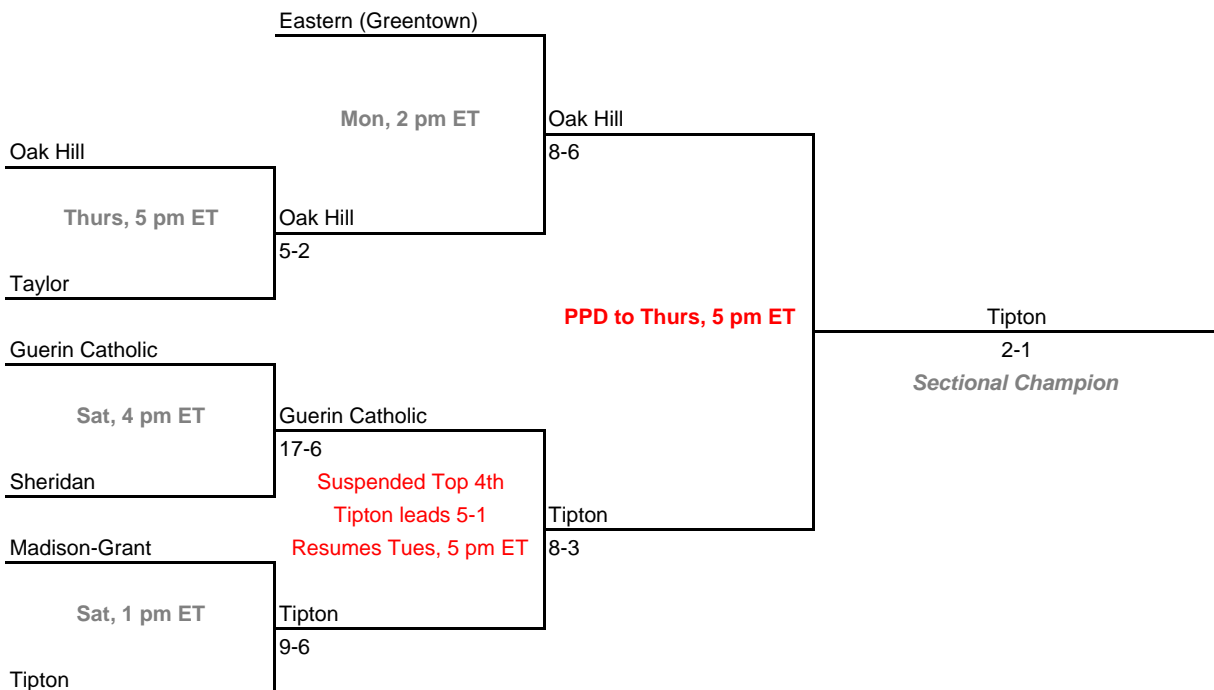 Eastern (Greentown)
Mon, 2 pm ET
Oak Hill
8-6
Oak Hill
Thurs, 5 pm ET
Oak Hill
5-2
Taylor
PPD to Thurs, 5 pm ET
Tipton
2-1
Sectional Champion
Guerin Catholic
Sat, 4 pm ET
Guerin Catholic
17-6
Sheridan
Suspended Top 4th
Tipton leads 5-1
Resumes Tues, 5 pm ET
Tipton
8-3
Madison-Grant
Sat, 1 pm ET
Tipton
9-6
Tipton